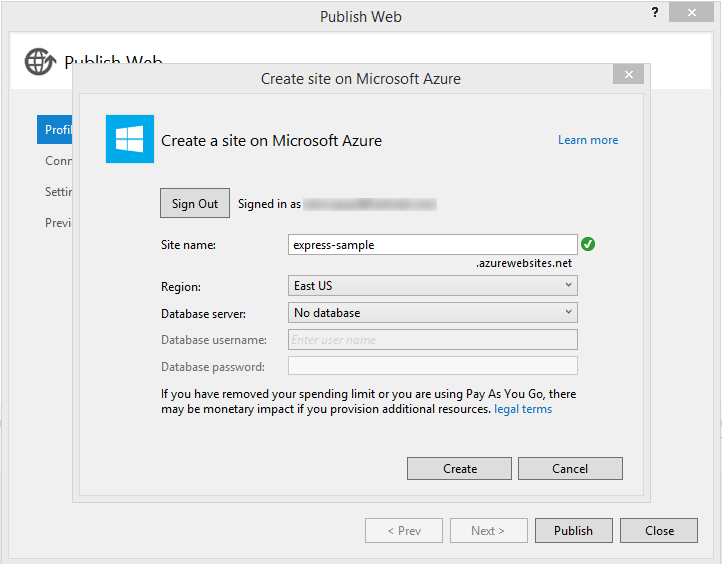 Publish Web
?
Publish Web
Create site on Microsoft Azure
Profil
Conn
Settin
Previ
Create a site on Microsoft Azure
Learn more
Sign Out
Signed in as
Site name:
express-sample
.azurewebsites.net
Region:
East US
Database server:
No database
Database username:
Enter user name
Database password:
If you have removed your spending limit or you are using Pay As You Go, there
may be monetary impact if you provision additional resources. legal terms
Create
Cancel
< Prev
Next >
Publish
Close